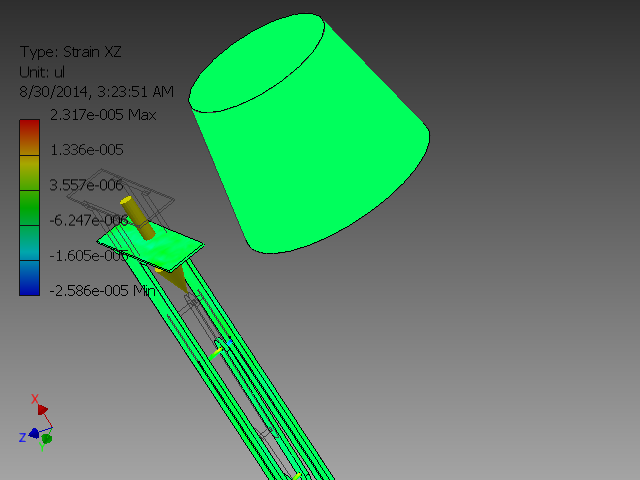 Type: Strain XZ
Unit: ul
8/30/2014, 3:23:51 AM
2.317e-005 Max
1.336e-005
3.557e-006
-6.247e-006
-1.605e-005
-2.586e-005 Min
X
Z
Y